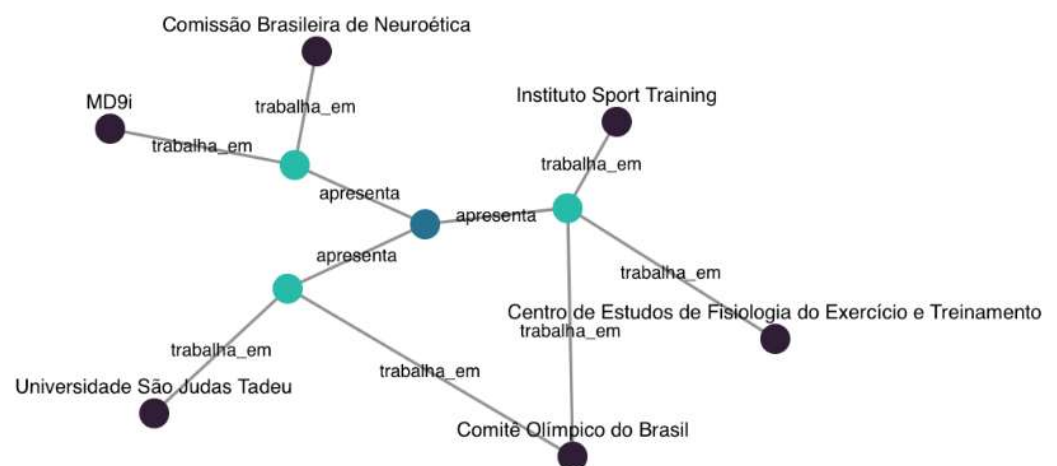 Comissão Brasileira de Neuroética
MD9i
Instituto Sport Training
trabalha_em
trabalha_em
trabalha_em
apresenta
apresenta
apresenta
trabalha_em
Centro de Estudos de Fisiologia do Exercício e Treinamento
trabalha_em
trabalha_em
trabalha_em
Universidade São Judas Tadeu
Comitê Olímpico do Brasil